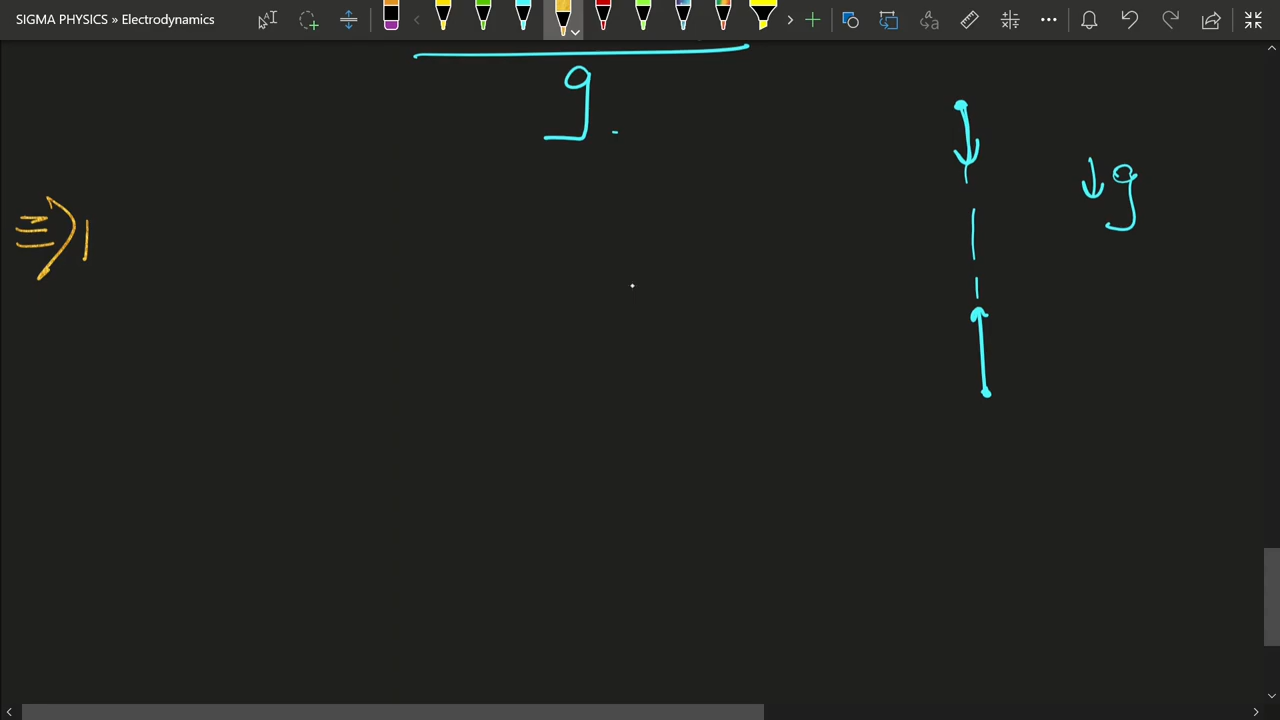 SIGMA PHYSICS » Electrodynamics
g.
↓g
⇒ I